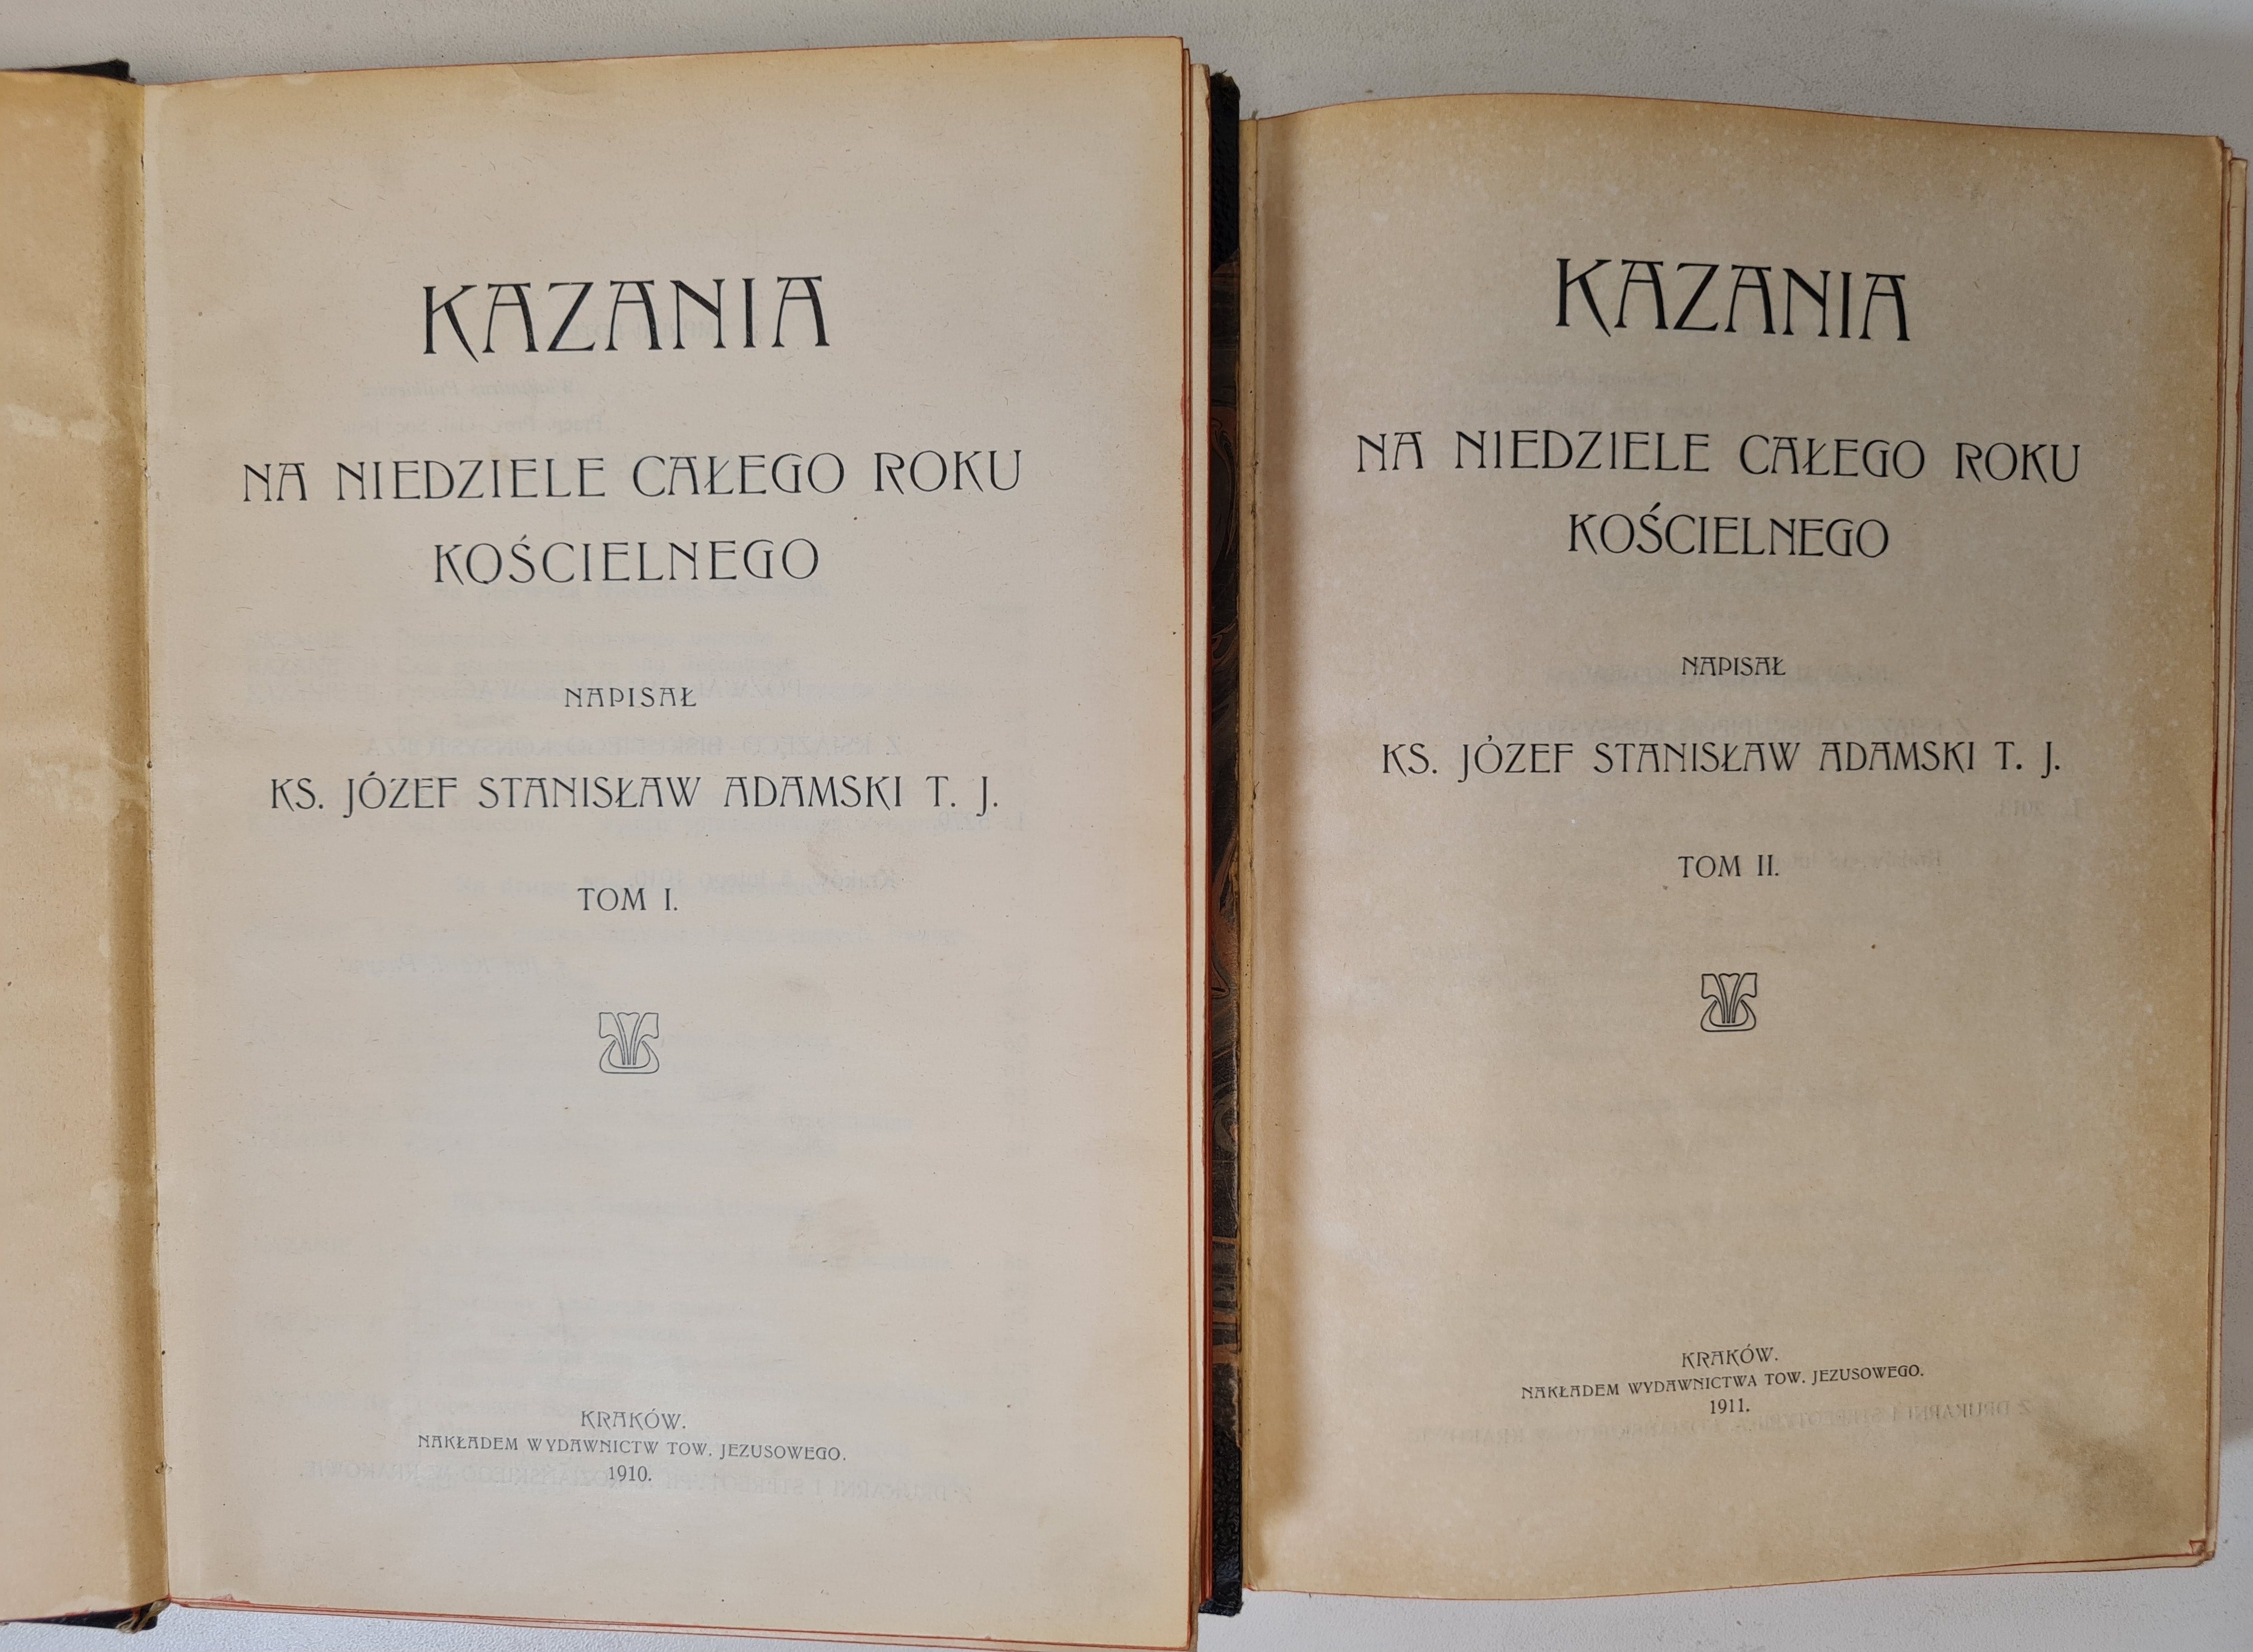 KAZANIA
NA NIEDZIELE CAŁEGO ROKU
KOŚCIELNEGO
NAPISAŁ
KS. JÓZEF STANISŁAW ADAMSKI T. J.
TOM I.
KRAKÓW.
NAKŁADEM WYDAWNICTW TOW. JEZUSOWEGO.
1910.
KAZANIA
NA NIEDZIELE CAŁEGO ROKU
KOŚCIELNEGO
NAPISAŁ
KS. JÓZEF STANISŁAW ADAMSKI T. J.
TOM II.
KRAKÓW.
NAKŁADEM WYDAWNICTWA TOW. JEZUSOWEGO.
1911.